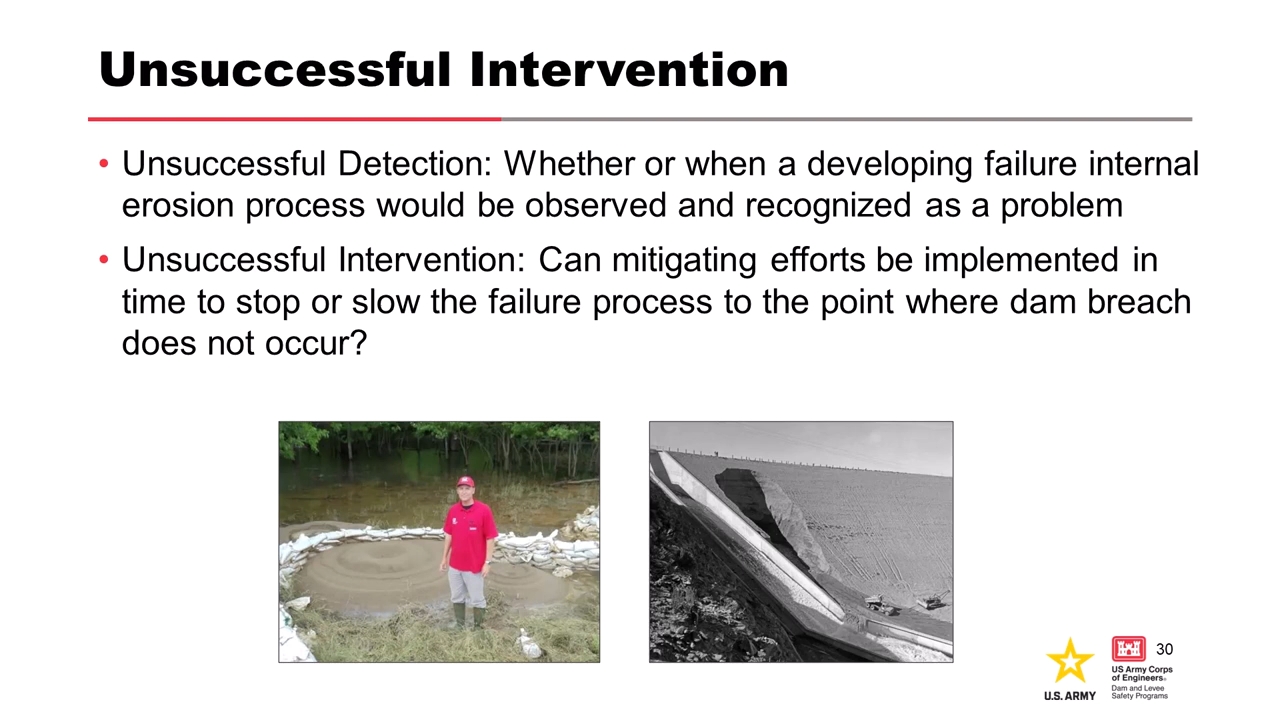 Unsuccessful Intervention
• Unsuccessful Detection: Whether or when a developing failure internal
erosion process would be observed and recognized as a problem
• Unsuccessful Intervention: Can mitigating efforts be implemented in
time to stop or slow the failure process to the point where dam breach
does not occur?
30
U.S. ARMY
US Army Corps
of Engineers®
Dam and Levee
Safety Programs